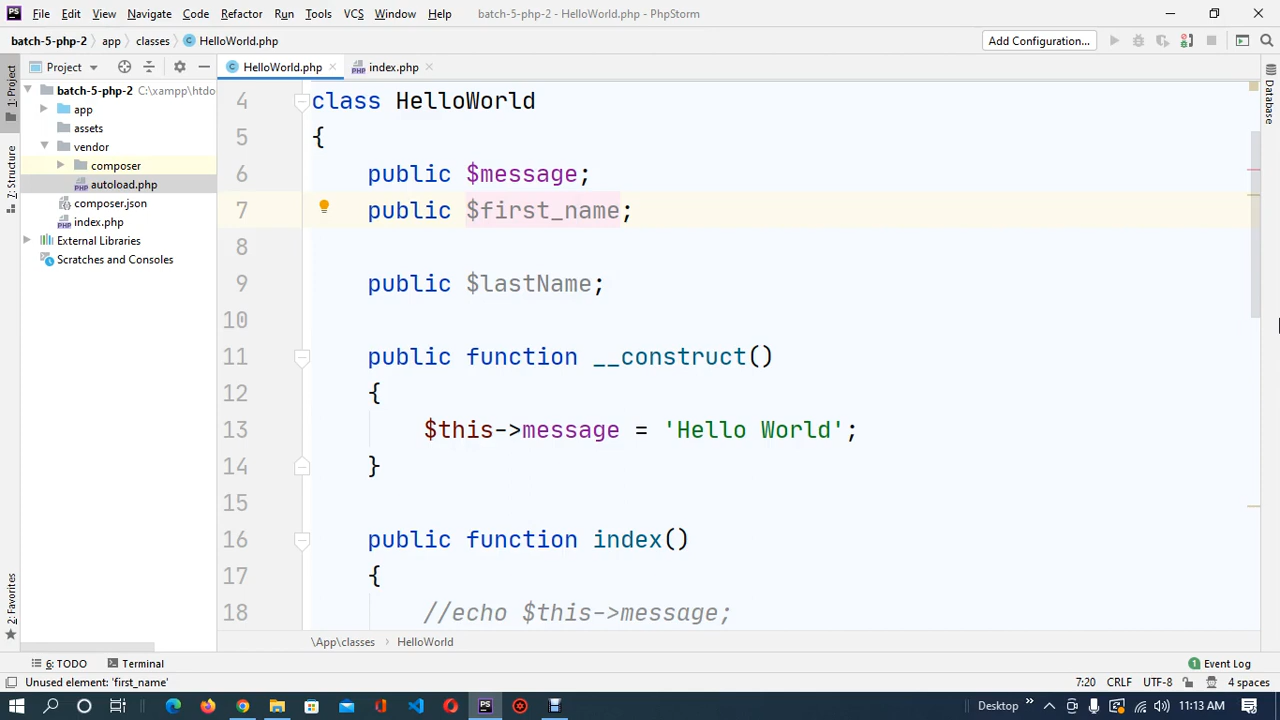 PS File Edit View Navigate Code Refactor Run Tools VCS Window Help batch-5-php-2 - HelloWorld.php - PhpStorm
batch-5-php-2 app classes HelloWorld.php Add Configuration...
1: Project
Project
HelloWorld.php index.php
Database
batch-5-php-2 C:\xampp\htdo
app
assets
vendor
composer
autoload.php
composer.json
index.php
External Libraries
Scratches and Consoles
Z: Structure
2: Favorites
4 class HelloWorld
5 {
6 public $message;
7 public $first_name;
8
9 public $lastName;
10
11 public function __construct()
12 {
13 $this->message = 'Hello World';
14 }
15
16 public function index()
17 {
18 //echo $this->message;
\App\classes › HelloWorld
6: TODO Terminal 1 Event Log
Unused element: 'first_name' 7:20 CRLF UTF-8 4 spaces
PS Desktop » 11:13 AM